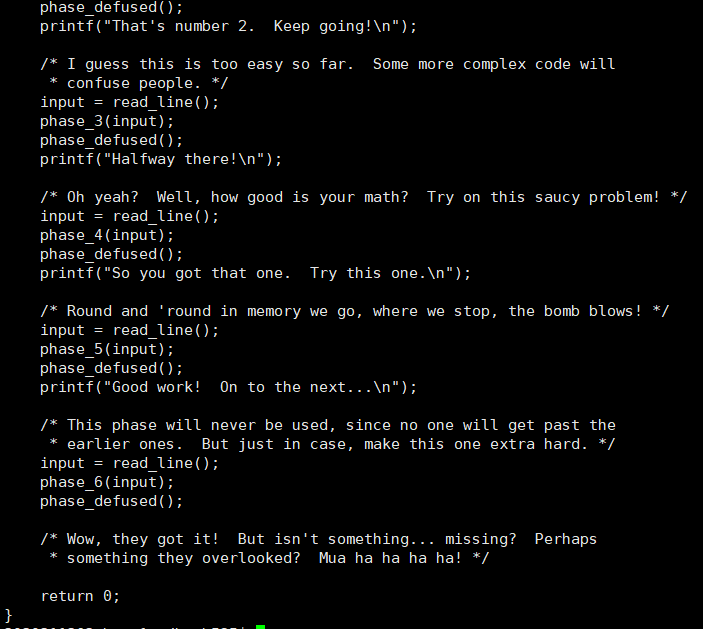 phase_defused();
    printf("That's number 2.  Keep going!\n");

    /* I guess this is too easy so far.  Some more complex code will
     * confuse people. */
    input = read_line();
    phase_3(input);
    phase_defused();
    printf("Halfway there!\n");

    /* Oh yeah?  Well, how good is your math?  Try on this saucy problem! */
    input = read_line();
    phase_4(input);
    phase_defused();
    printf("So you got that one.  Try this one.\n");

    /* Round and 'round in memory we go, where we stop, the bomb blows! */
    input = read_line();
    phase_5(input);
    phase_defused();
    printf("Good work!  On to the next...\n");

    /* This phase will never be used, since no one will get past the
     * earlier ones.  But just in case, make this one extra hard. */
    input = read_line();
    phase_6(input);
    phase_defused();

    /* Wow, they got it!  But isn't something... missing?  Perhaps
     * something they overlooked?  Mua ha ha ha ha! */

    return 0;
}